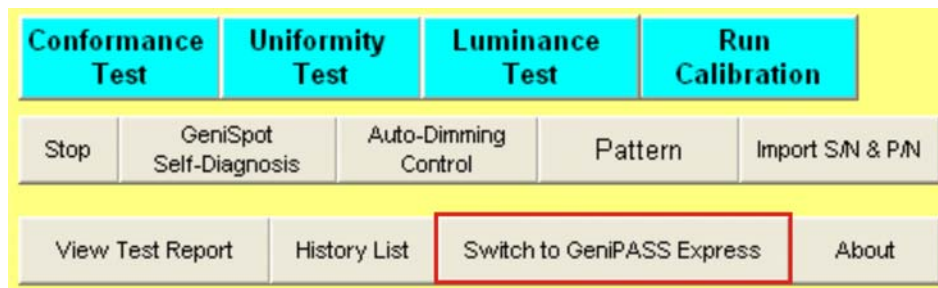 Conformance
Test
Uniformity
Test
Luminance
Test
Run
Calibration
Stop
GeniSpot
Self-Diagnosis
Auto-Dimming
Control
Pattern
Import S/N & P/N
View Test Report
History List
Switch to GeniPASS Express
About